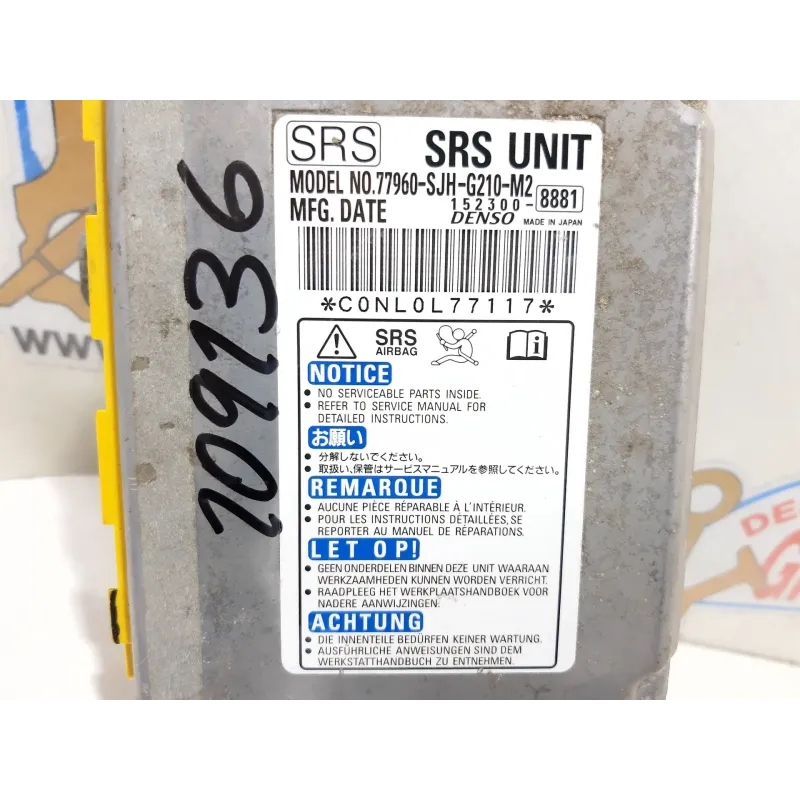 SRS SRS UNIT
MODEL NO.77960-SJH-G210-M2
MFG. DATE 152300-8881
DENSO MADE IN JAPAN
*C0NL0L77117*
SRS
AIRBAG
NOTICE
● NO SERVICEABLE PARTS INSIDE.
● REFER TO SERVICE MANUAL FOR
DETAILED INSTRUCTIONS.
お願い
● 分解しないでください。
● 取扱い、保管はサービスマニュアルを参照してください。
REMARQUE
● AUCUNE PIÈCE RÉPARABLE À L'INTÉRIEUR.
● POUR LES INSTRUCTIONS DÉTAILLÉES, SE
REPORTER AU MANUEL DE RÉPARATIONS.
LET OP!
● GEEN ONDERDELEN BINNEN DEZE UNIT WAARAAN
WERKZAAMHEDEN KUNNEN WORDEN VERRICHT.
● RAADPLEEG HET WERKPLAATSHANDBOEK VOOR
NADERE AANWIJZINGEN.
ACHTUNG
● DIE INNENTEILE BEDÜRFEN KEINER WARTUNG.
● AUSFÜHRLICHE ANWEISUNGEN SIND DEM
WERKSTATTHANDBUCH ZU ENTNEHMEN.
109136
www.
DE